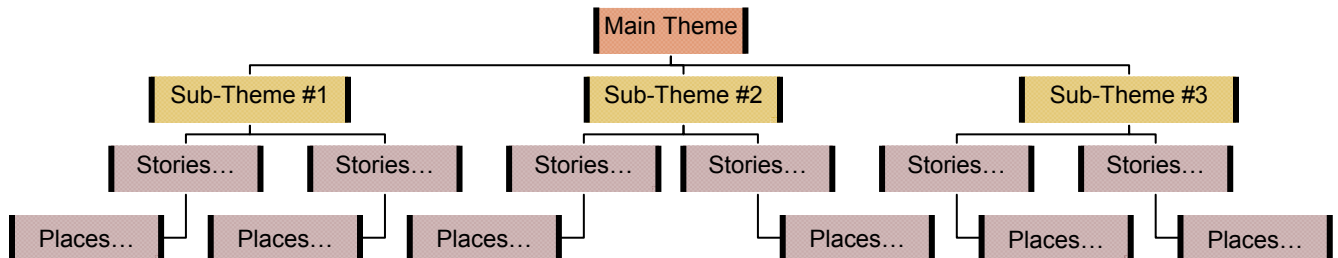 Main Theme
Sub-Theme #1
Sub-Theme #2
Sub-Theme #3
Stories…
Stories…
Stories…
Stories…
Stories…
Stories…
Places…
Places…
Places…
Places…
Places…
Places…